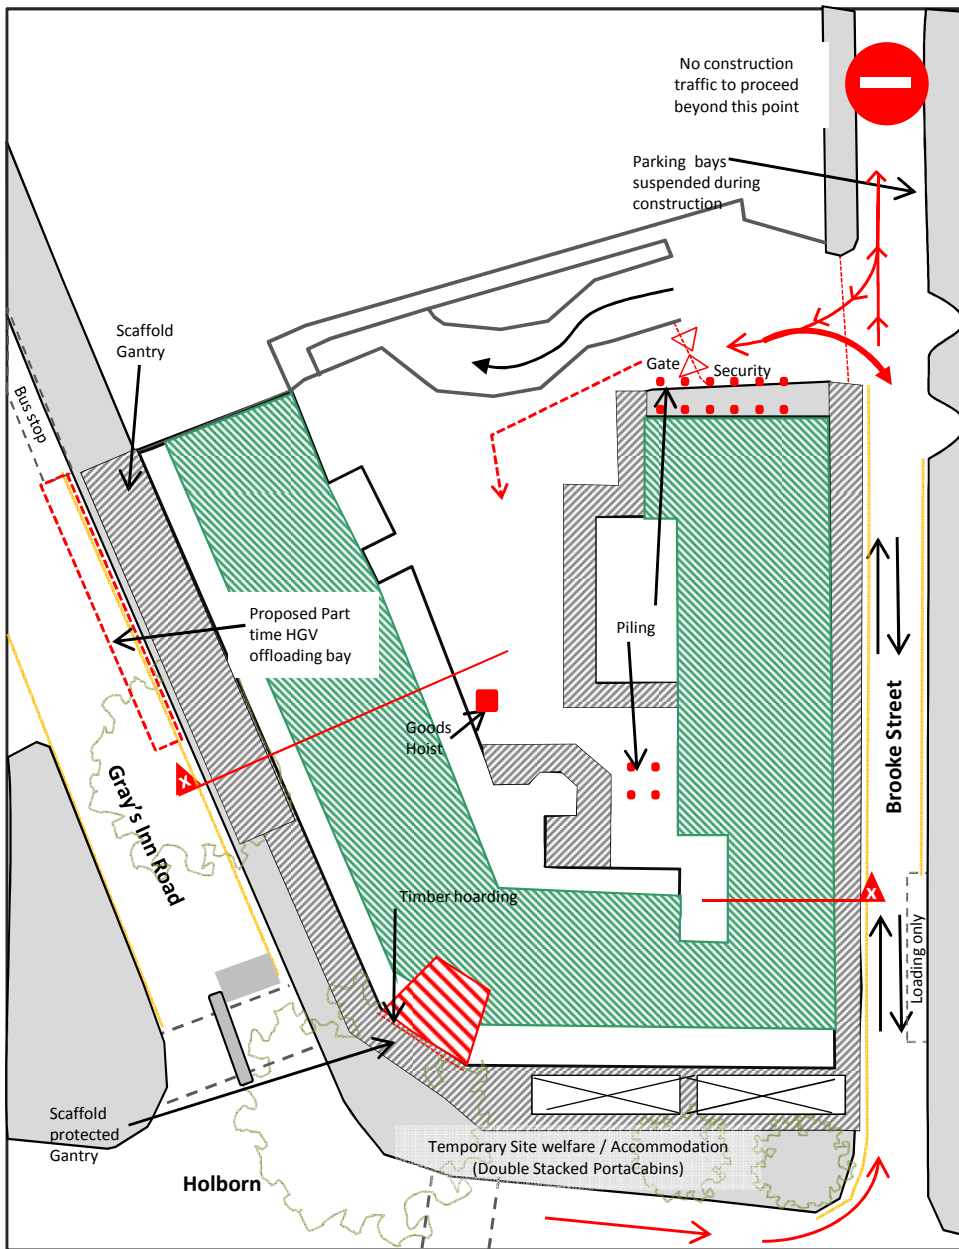 No construction
traffic to proceed
beyond this point
Parking bays
suspended during
construction
Scaffold
Gantry
Bus stop
Gate
Security
Proposed Part
time HGV
offloading bay
Piling
Goods
Hoist
Brooke Street
Gray's Inn Road
x
x
Timber hoarding
Loading only
Scaffold
protected
Gantry
Temporary Site welfare / Accommodation
(Double Stacked PortaCabins)
Holborn